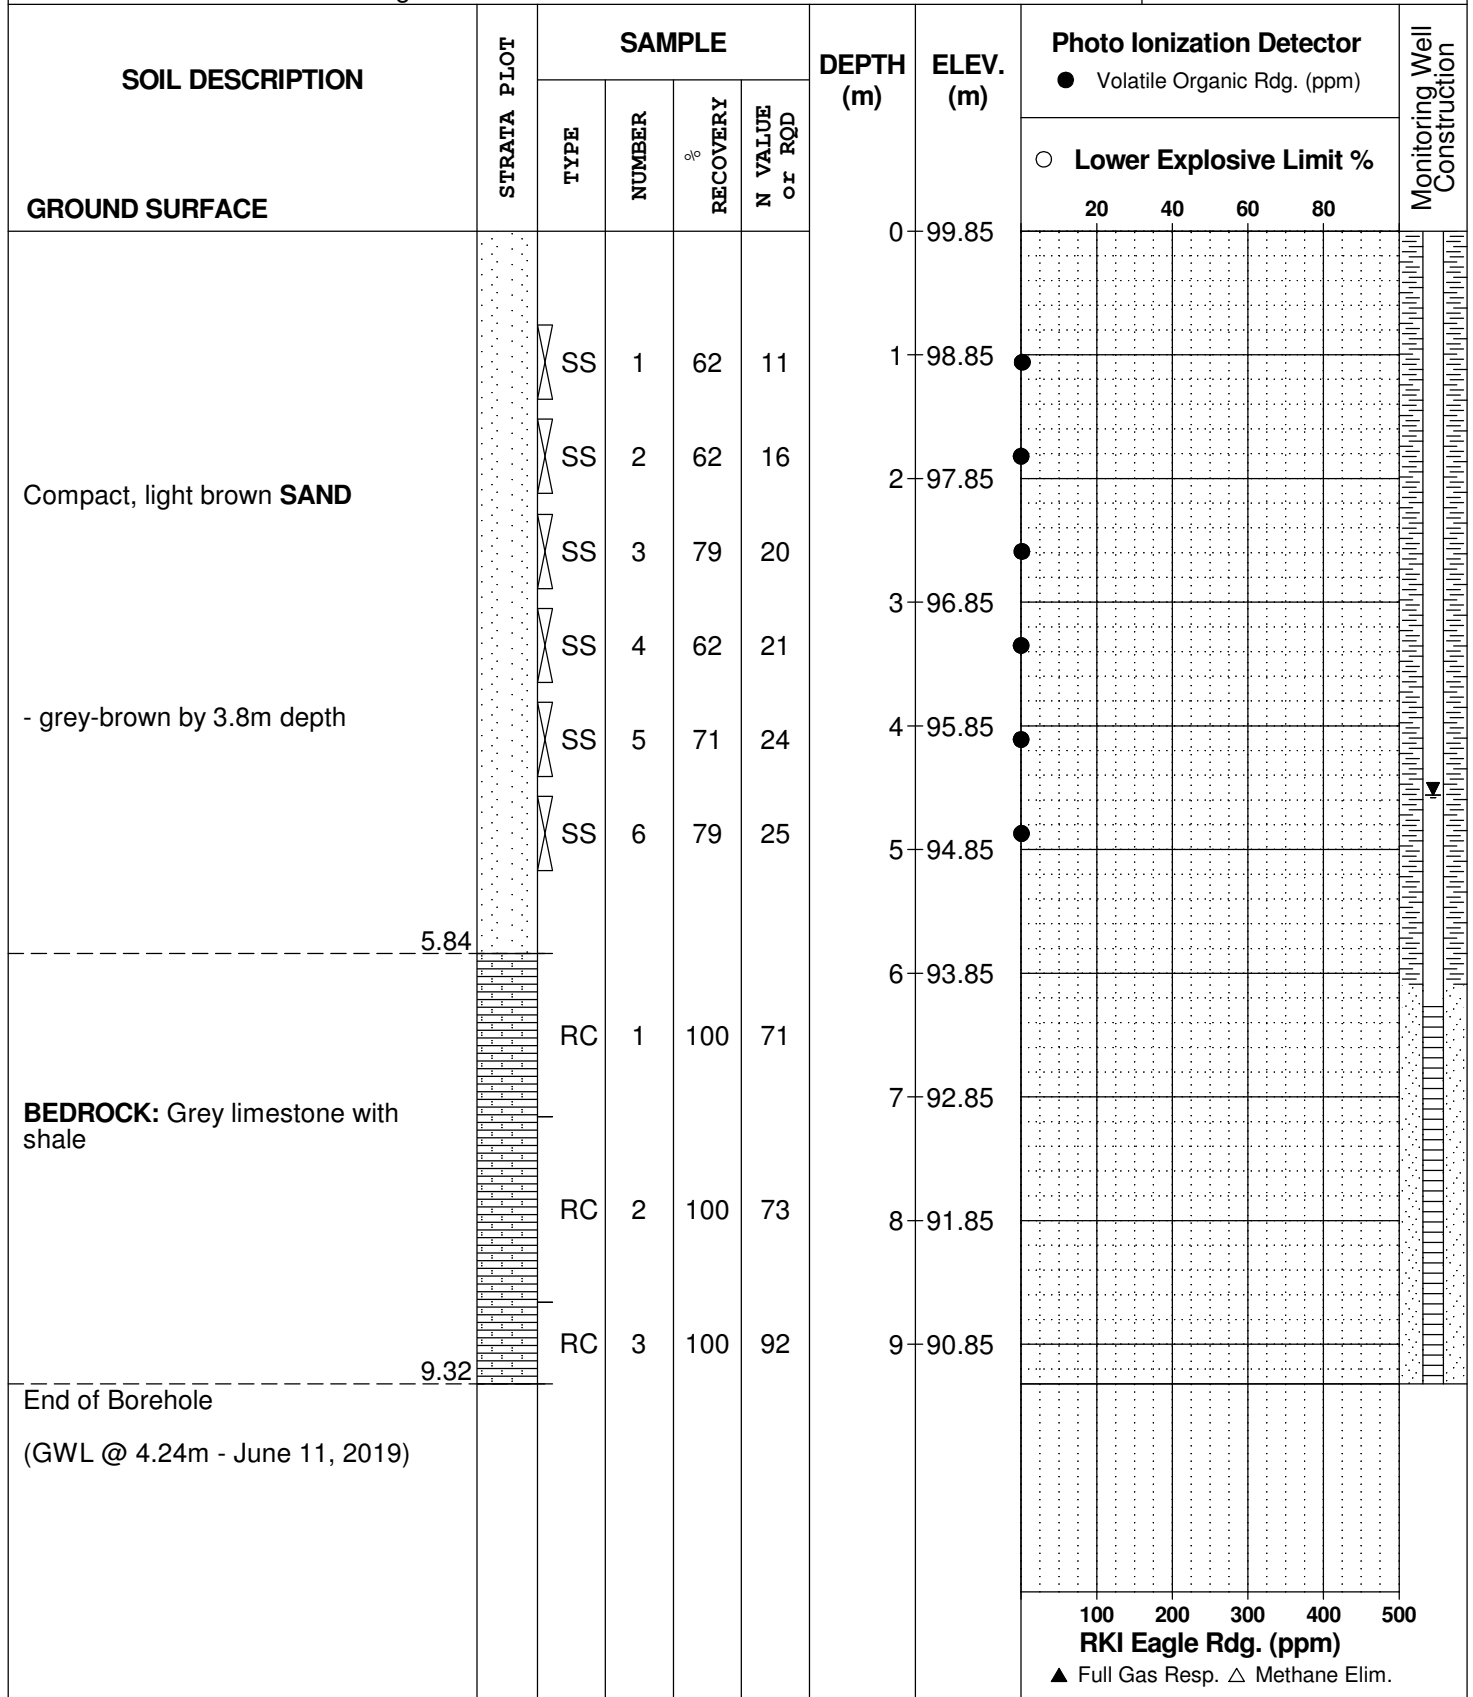 SOIL DESCRIPTION
GROUND SURFACE
STRATA PLOT
SAMPLE
TYPE
NUMBER
%
RECOVERY
N VALUE
or RQD
DEPTH
(m)
ELEV.
(m)
Photo Ionization Detector
● Volatile Organic Rdg. (ppm)
○ Lower Explosive Limit %
20 40 60 80
Monitoring Well
Construction
0 99.85
SS 1 62 11
1 98.85
SS 2 62 16
2 97.85
Compact, light brown SAND
SS 3 79 20
3 96.85
SS 4 62 21
- grey-brown by 3.8m depth
4 95.85
SS 5 71 24
SS 6 79 25
5 94.85
5.84
6 93.85
RC 1 100 71
7 92.85
BEDROCK: Grey limestone with
shale
RC 2 100 73
8 91.85
RC 3 100 92
9 90.85
9.32
End of Borehole
(GWL @ 4.24m - June 11, 2019)
100 200 300 400 500
RKI Eagle Rdg. (ppm)
▲ Full Gas Resp. △ Methane Elim.